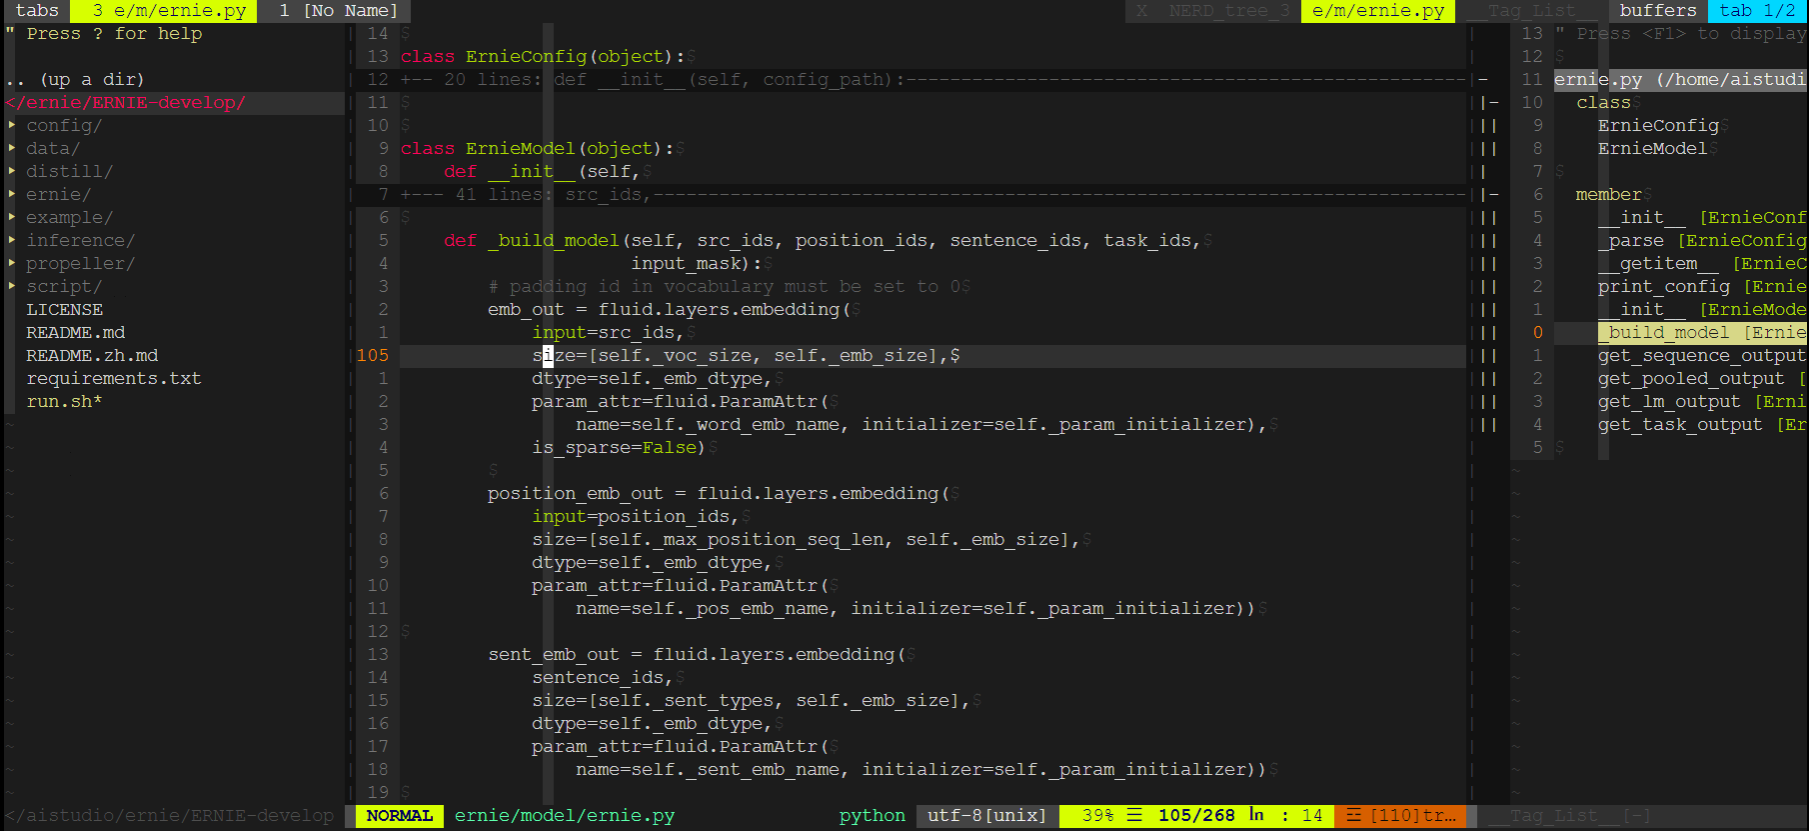 tabs 3 e/m/ernie.py 1 [No Name] X NERD_tree_3 e/m/ernie.py __Tag_List__ buffers tab 1/2
" Press ? for help
.. (up a dir)
</ernie/ERNIE-develop/
▸ config/
▸ data/
▸ distill/
▸ ernie/
▸ example/
▸ inference/
▸ propeller/
▸ script/
LICENSE
README.md
README.zh.md
requirements.txt
run.sh*
</aistudio/ernie/ERNIE-develop
14 $
13 class ErnieConfig(object):$
12 +-- 20 lines: def __init__(self, config_path):------------------------------
11 $
10 $
9 class ErnieModel(object):$
8 def __init__(self,$
7 +--- 41 lines: src_ids,------------------------------
6 $
5 def _build_model(self, src_ids, position_ids, sentence_ids, task_ids,$
4 input_mask):$
3 # padding id in vocabulary must be set to 0$
2 emb_out = fluid.layers.embedding($
1 input=src_ids,$
105 size=[self._voc_size, self._emb_size],$
1 dtype=self._emb_dtype,$
2 param_attr=fluid.ParamAttr($
3 name=self._word_emb_name, initializer=self._param_initializer),$
4 is_sparse=False)$
5 $
6 position_emb_out = fluid.layers.embedding($
7 input=position_ids,$
8 size=[self._max_position_seq_len, self._emb_size],$
9 dtype=self._emb_dtype,$
10 param_attr=fluid.ParamAttr($
11 name=self._pos_emb_name, initializer=self._param_initializer))$
12 $
13 sent_emb_out = fluid.layers.embedding($
14 sentence_ids,$
15 size=[self._sent_types, self._emb_size],$
16 dtype=self._emb_dtype,$
17 param_attr=fluid.ParamAttr($
18 name=self._sent_emb_name, initializer=self._param_initializer))$
19 $
NORMAL ernie/model/ernie.py python utf-8[unix] 39% ☰ 105/268 ln : 14 ☲ [110]tr…
13 " Press <F1> to display
12 $
11 ernie.py (/home/aistudi
10 class$
9 ErnieConfig$
8 ErnieModel$
7 $
6 member$
5 __init__ [ErnieConf
4 _parse [ErnieConfig
3 __getitem__ [ErnieC
2 print_config [Ernie
1 __init__ [ErnieMode
0 _build_model [Ernie
1 get_sequence_output
2 get_pooled_output [
3 get_lm_output [Erni
4 get_task_output [Er
5 $
__Tag_List__[-]